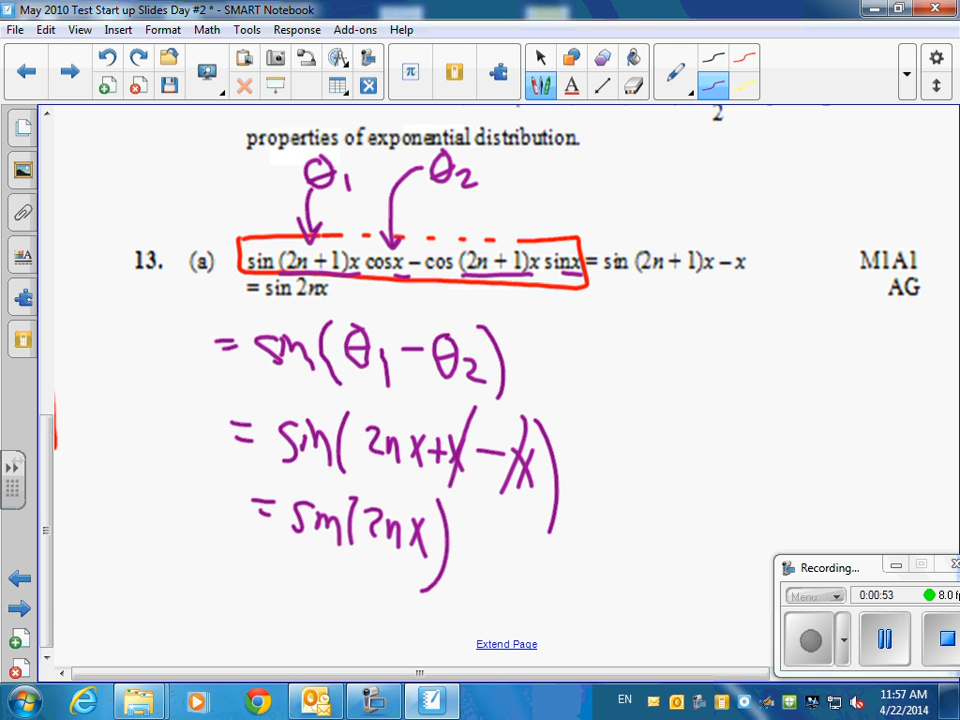 May 2010 Test Start up Slides Day #2 * - SMART Notebook
File Edit View Insert Format Math Tools Response Add-ons Help
2
properties of exponential distribution.
θ1 θ2
13. (a) sin (2n + 1)x cosx – cos (2n + 1)x sinx = sin (2n + 1)x – x M1A1
= sin 2nx AG
= sin(θ1 – θ2)
= sin(2nx+x – x)
= sin(2nx)
Recording...
Menu 0:00:53 8.0 fp
Extend Page
EN 11:57 AM
4/22/2014